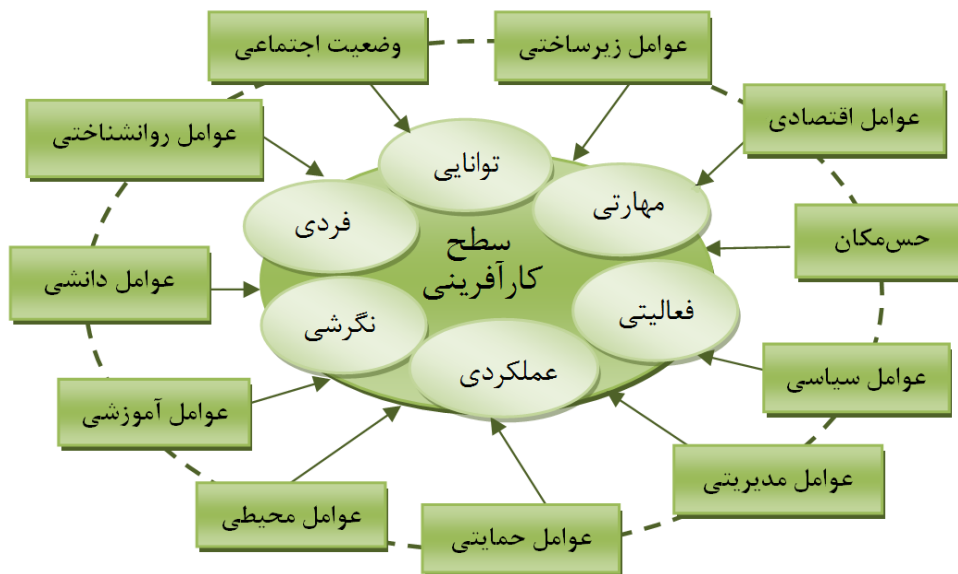 وضعیت اجتماعی
عوامل زیرساختی
عوامل اقتصادی
عوامل روانشناختی
توانایی
مهارتی
فردی
حس‌مکان
سطح
کارآفرینی
عوامل دانشی
فعالیتی
نگرشی
عملکردی
عوامل سیاسی
عوامل آموزشی
عوامل مدیریتی
عوامل محیطی
عوامل حمایتی